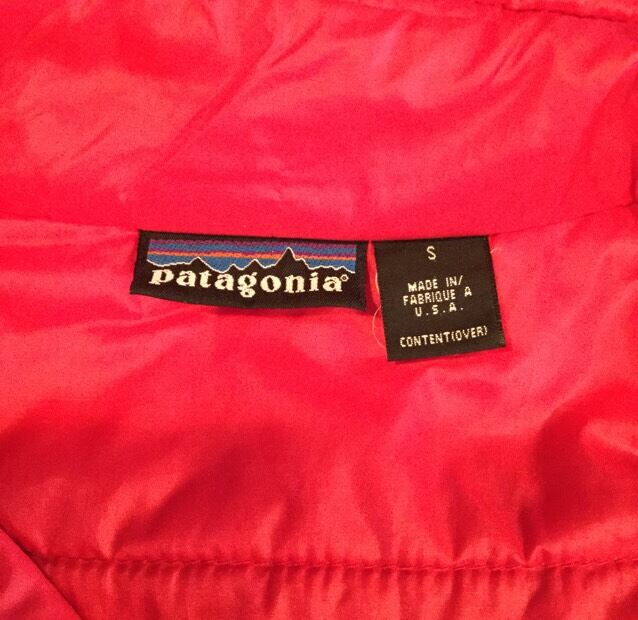 patagonia®
S
MADE IN/
FABRIQUE A
U.S.A.
CONTENT(OVER)